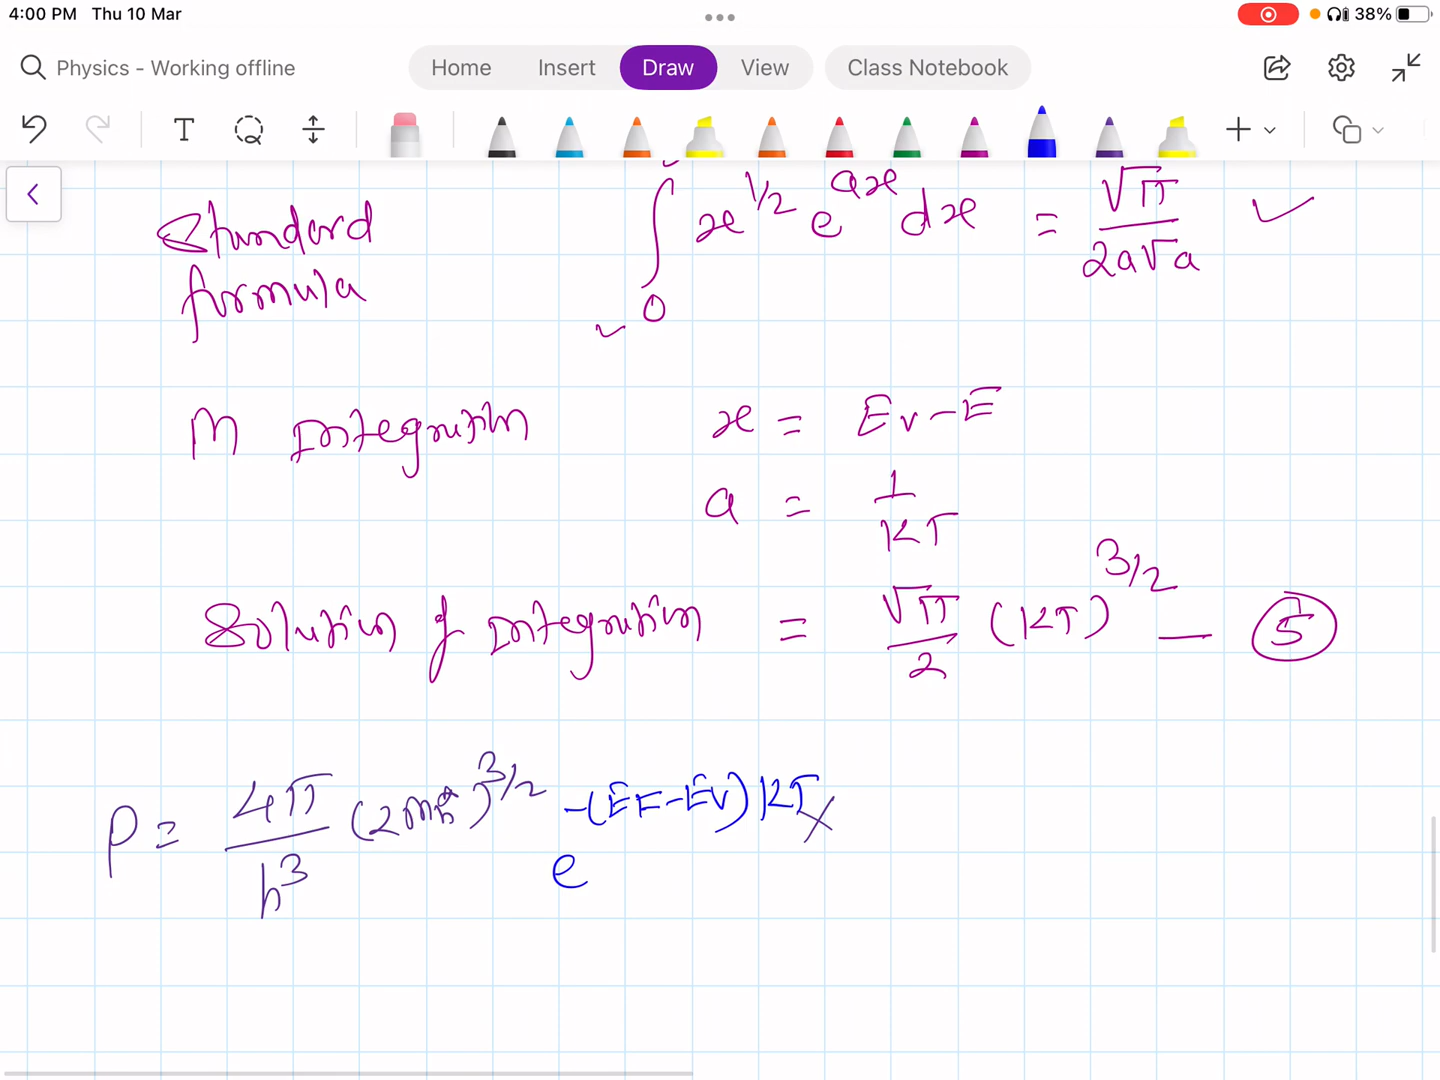 4:00 PM Thu 10 Mar
38%
Physics - Working offline
Home Insert Draw View Class Notebook
T
Standard formula ∫₀ x^1/2 e^ax dx = √π / 2a√a ✓
M Integration x = Ev - E
a = 1 / KT
Solution of Integration = √π / 2 (KT)^3/2 — 5
P = 4π / h³ (2mh*)^3/2 e^-(EF-Ev)/KT ×